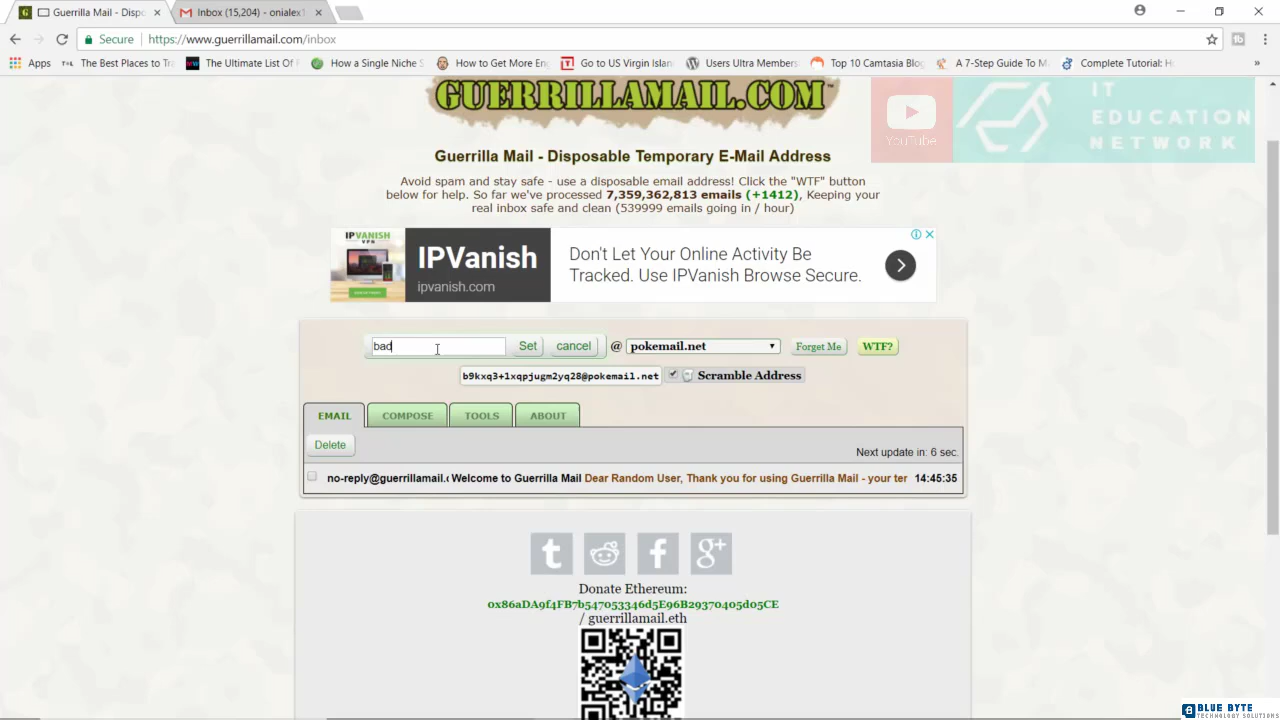 Guerrilla Mail - Dispo
Inbox (15,204) - onialex1
Secure
https://www.guerrillamail.com/inbox
Apps
The Best Places to Tr
The Ultimate List Of
How a Single Niche S
How to Get More En
Go to US Virgin Islan
Users Ultra Members
Top 10 Camtasia Blog
A 7-Step Guide To M
Complete Tutorial: H
»
GUERRILLAMAIL.COM™
YouTube
IT
EDUCATION
NETWORK
Guerrilla Mail - Disposable Temporary E-Mail Address
Avoid spam and stay safe - use a disposable email address! Click the "WTF" button
below for help. So far we've processed 7,359,362,813 emails (+1412), Keeping your
real inbox safe and clean (539999 emails going in / hour)
IPVANISH
VPN
IPVanish
ipvanish.com
Don't Let Your Online Activity Be
Tracked. Use IPVanish Browse Secure.
bad
Set
cancel
@
pokemail.net
Forget Me
WTF?
b9kxq3+1xqpjugm2yq28@pokemail.net
Scramble Address
EMAIL
COMPOSE
TOOLS
ABOUT
Delete
Next update in: 6 sec.
no-reply@guerrillamail.c Welcome to Guerrilla Mail Dear Random User, Thank you for using Guerrilla Mail - your ter 14:45:35
Donate Ethereum:
0x86aDA9f4FB7b547053346d5E96B29370405d05CE
/ guerrillamail.eth
BLUE BYTE
TECHNOLOGY SOLUTIONS